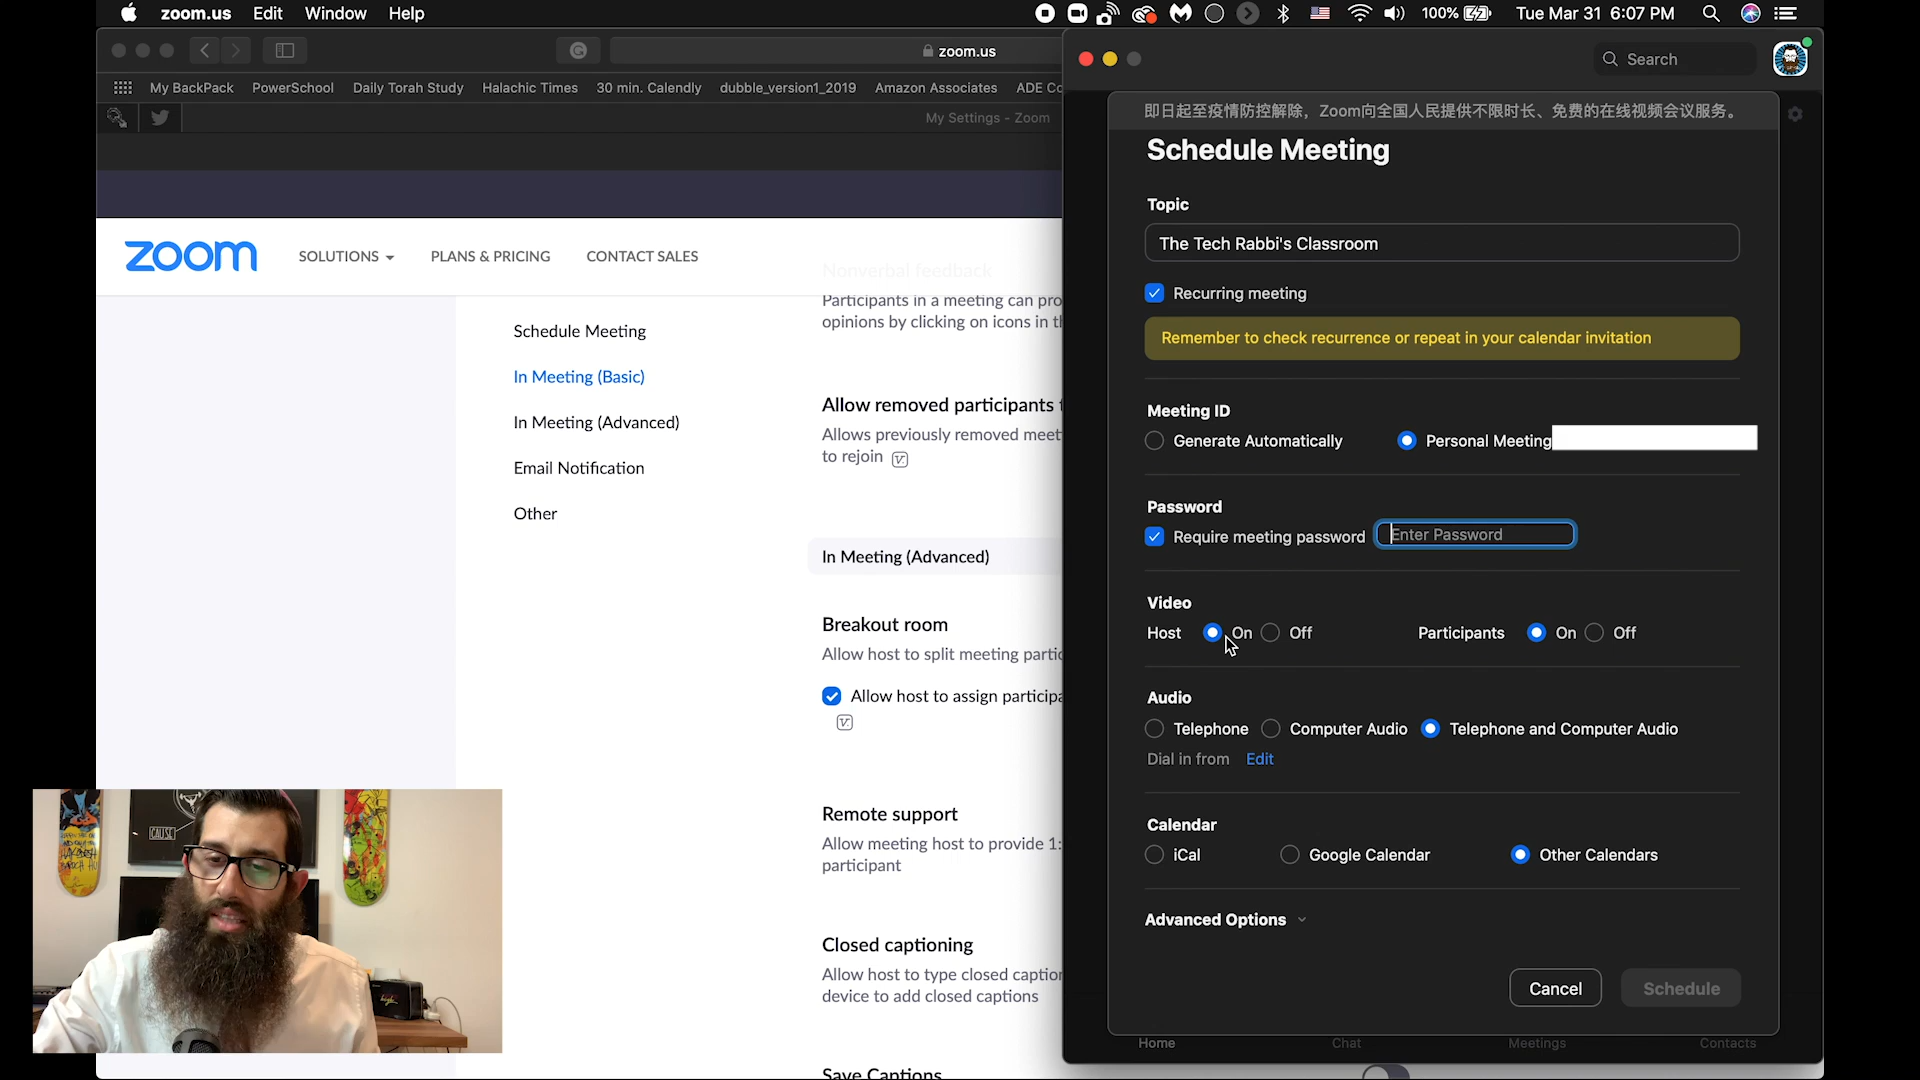 zoom.us Edit Window Help
100% Tue Mar 31 6:07 PM
zoom.us
Search
My BackPack PowerSchool Daily Torah Study Halachic Times 30 min. Calendly dubble_version1_2019 Amazon Associates ADE Co
My Settings - Zoom
zoom SOLUTIONS PLANS & PRICING CONTACT SALES
Schedule Meeting
In Meeting (Basic)
In Meeting (Advanced)
Email Notification
Other
Nonverbal feedback
Participants in a meeting can pro
opinions by clicking on icons in th
Allow removed participants t
Allows previously removed meet
to rejoin
In Meeting (Advanced)
Breakout room
Allow host to split meeting partic
Allow host to assign participa
Remote support
Allow meeting host to provide 1:
participant
Closed captioning
Allow host to type closed caption
device to add closed captions
Save Captions
即日起至疫情防控解除，Zoom向全国人民提供不限时长、免费的在线视频会议服务。
Schedule Meeting
Topic
The Tech Rabbi's Classroom
Recurring meeting
Remember to check recurrence or repeat in your calendar invitation
Meeting ID
Generate Automatically Personal Meeting
Password
Require meeting password Enter Password
Video
Host On Off Participants On Off
Audio
Telephone Computer Audio Telephone and Computer Audio
Dial in from Edit
Calendar
iCal Google Calendar Other Calendars
Advanced Options
Cancel Schedule
Home Chat Meetings Contacts
CAUSE